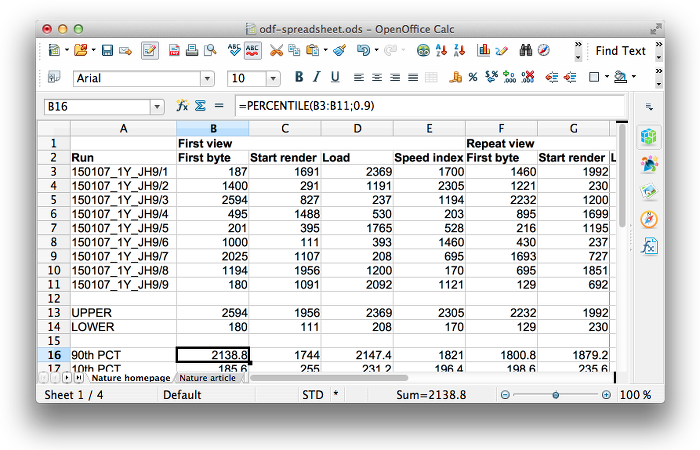 odf-spreadsheet.ods - OpenOffice Calc
Find Text
Arial 10 B I U
B16 =PERCENTILE(B3:B11;0.9)
A B C D E F G
1 First view Repeat view
2 Run First byte Start render Load Speed index First byte Start render L
3 150107_1Y_JH9/1 187 1691 2369 1700 1460 1992
4 150107_1Y_JH9/2 1400 291 1191 2305 1221 230
5 150107_1Y_JH9/3 2594 827 237 1194 2232 1200
6 150107_1Y_JH9/4 495 1488 530 203 895 1699
7 150107_1Y_JH9/5 201 395 1765 528 216 1195
8 150107_1Y_JH9/6 1000 111 393 1460 430 237
9 150107_1Y_JH9/7 2025 1107 208 695 1693 727
10 150107_1Y_JH9/8 1194 1956 1200 170 695 1851
11 150107_1Y_JH9/9 180 1091 2092 1121 129 692
12
13 UPPER 2594 1956 2369 2305 2232 1992
14 LOWER 180 111 208 170 129 230
15
16 90th PCT 2138.8 1744 2147.4 1821 1800.8 1879.2
17 10th PCT 185.6 255 231.2 196.4 198.6 235.6
Nature homepage Nature article
Sheet 1 / 4 Default STD * Sum=2138.8 100 %